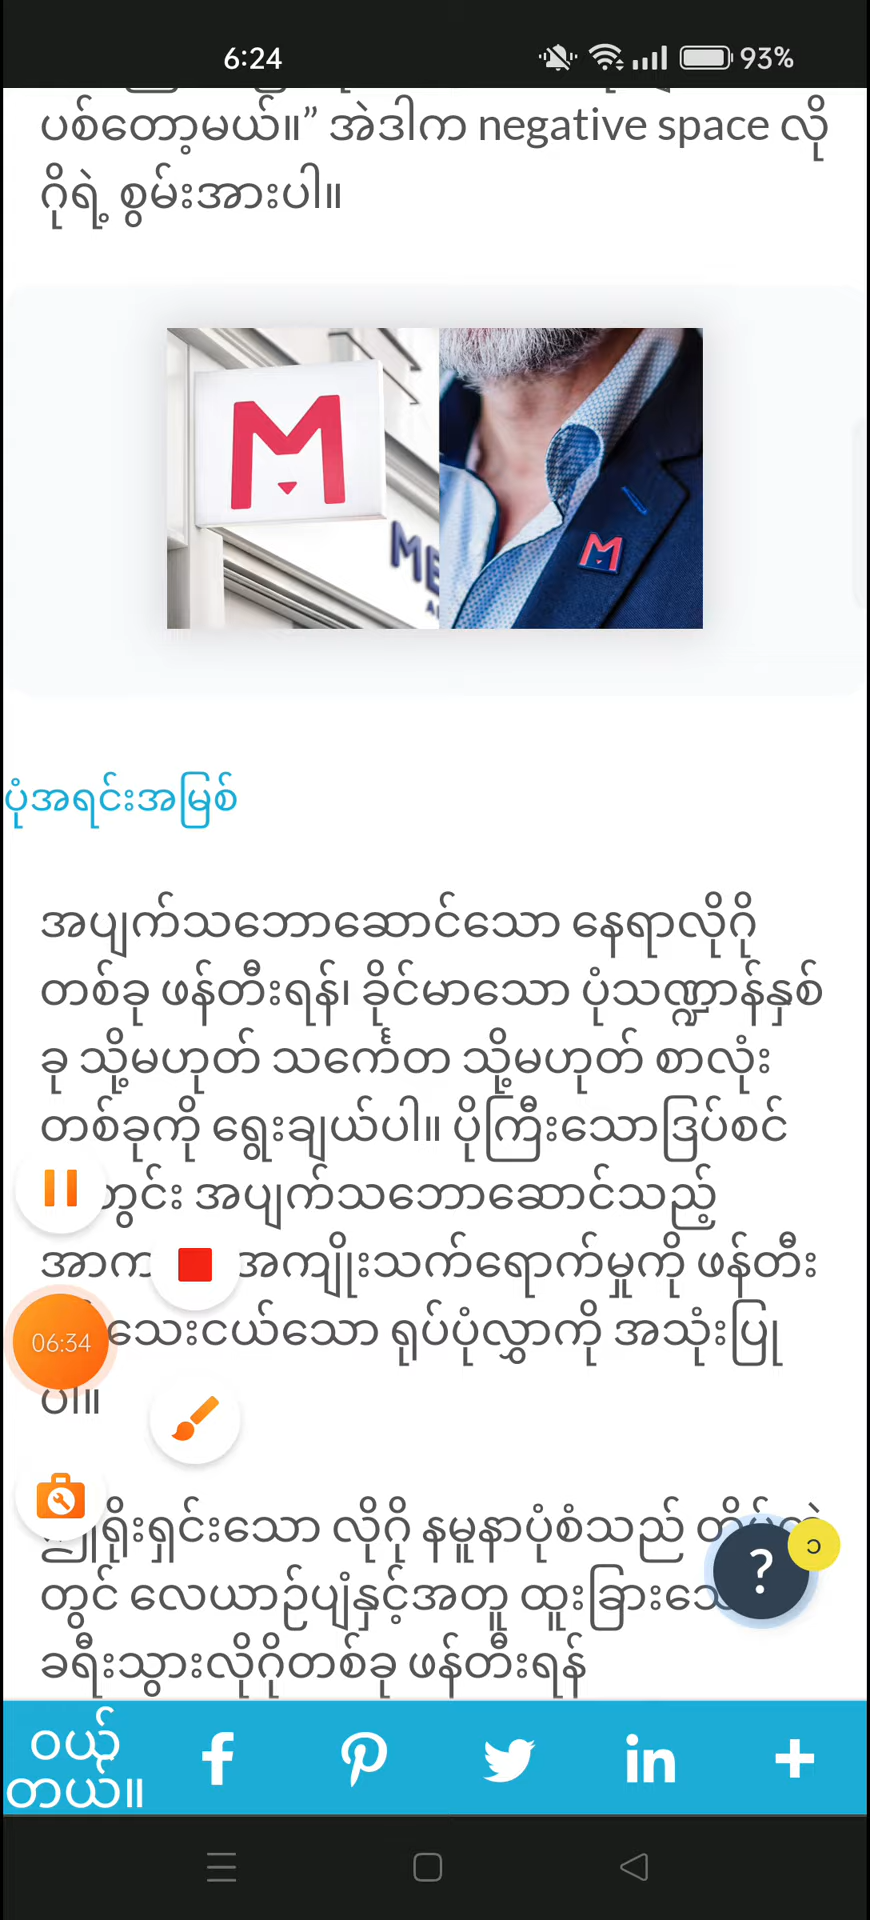 6:24
93%
ပစ်တော့မယ်။” အဲဒါက negative space လို
ဂိုရဲ့ စွမ်းအားပါ။
M
ME
M
ပုံအရင်းအမြစ်
အပျက်သဘောဆောင်သော နေရာလိုဂို
တစ်ခု ဖန်တီးရန်၊ ခိုင်မာသော ပုံသဏ္ဍာန်နှစ်
ခု သို့မဟုတ် သင်္ကေတ သို့မဟုတ် စာလုံး
တစ်ခုကို ရွေးချယ်ပါ။ ပိုကြီးသောဒြပ်စင်
တွင်း အပျက်သဘောဆောင်သည့်
အာက အကျိုးသက်ရောက်မှုကို ဖန်တီး
သေးငယ်သော ရုပ်ပုံလွှာကို အသုံးပြု
06:34
ပါ။
ဤရိုးရှင်းသော လိုဂို နမူနာပုံစံသည်
?
၁
တွင် လေယာဉ်ပျံနှင့်အတူ ထူးခြားသော
ခရီးသွားလိုဂိုတစ်ခု ဖန်တီးရန်
ဝယ်
တယ်။